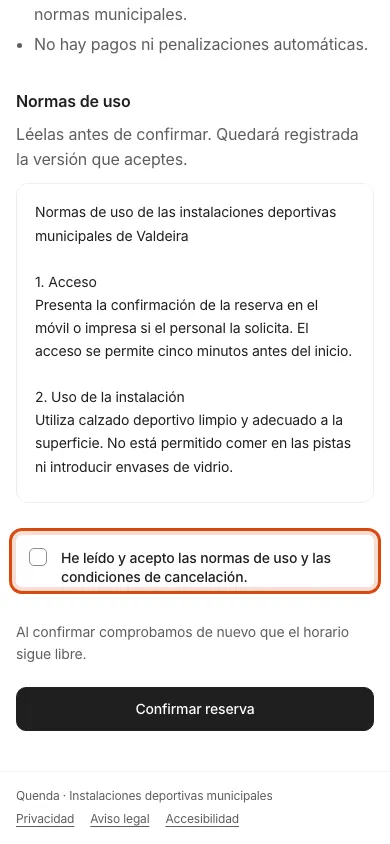 normas municipales.
• No hay pagos ni penalizaciones automáticas.
Normas de uso
Léelas antes de confirmar. Quedará registrada
la versión que aceptes.
Normas de uso de las instalaciones deportivas
municipales de Valdeira
1. Acceso
Presenta la confirmación de la reserva en el
móvil o impresa si el personal la solicita. El
acceso se permite cinco minutos antes del inicio.
2. Uso de la instalación
Utiliza calzado deportivo limpio y adecuado a la
superficie. No está permitido comer en las pistas
ni introducir envases de vidrio.
He leído y acepto las normas de uso y las
condiciones de cancelación.
Al confirmar comprobamos de nuevo que el horario
sigue libre.
Confirmar reserva
Quenda · Instalaciones deportivas municipales
Privacidad Aviso legal Accesibilidad